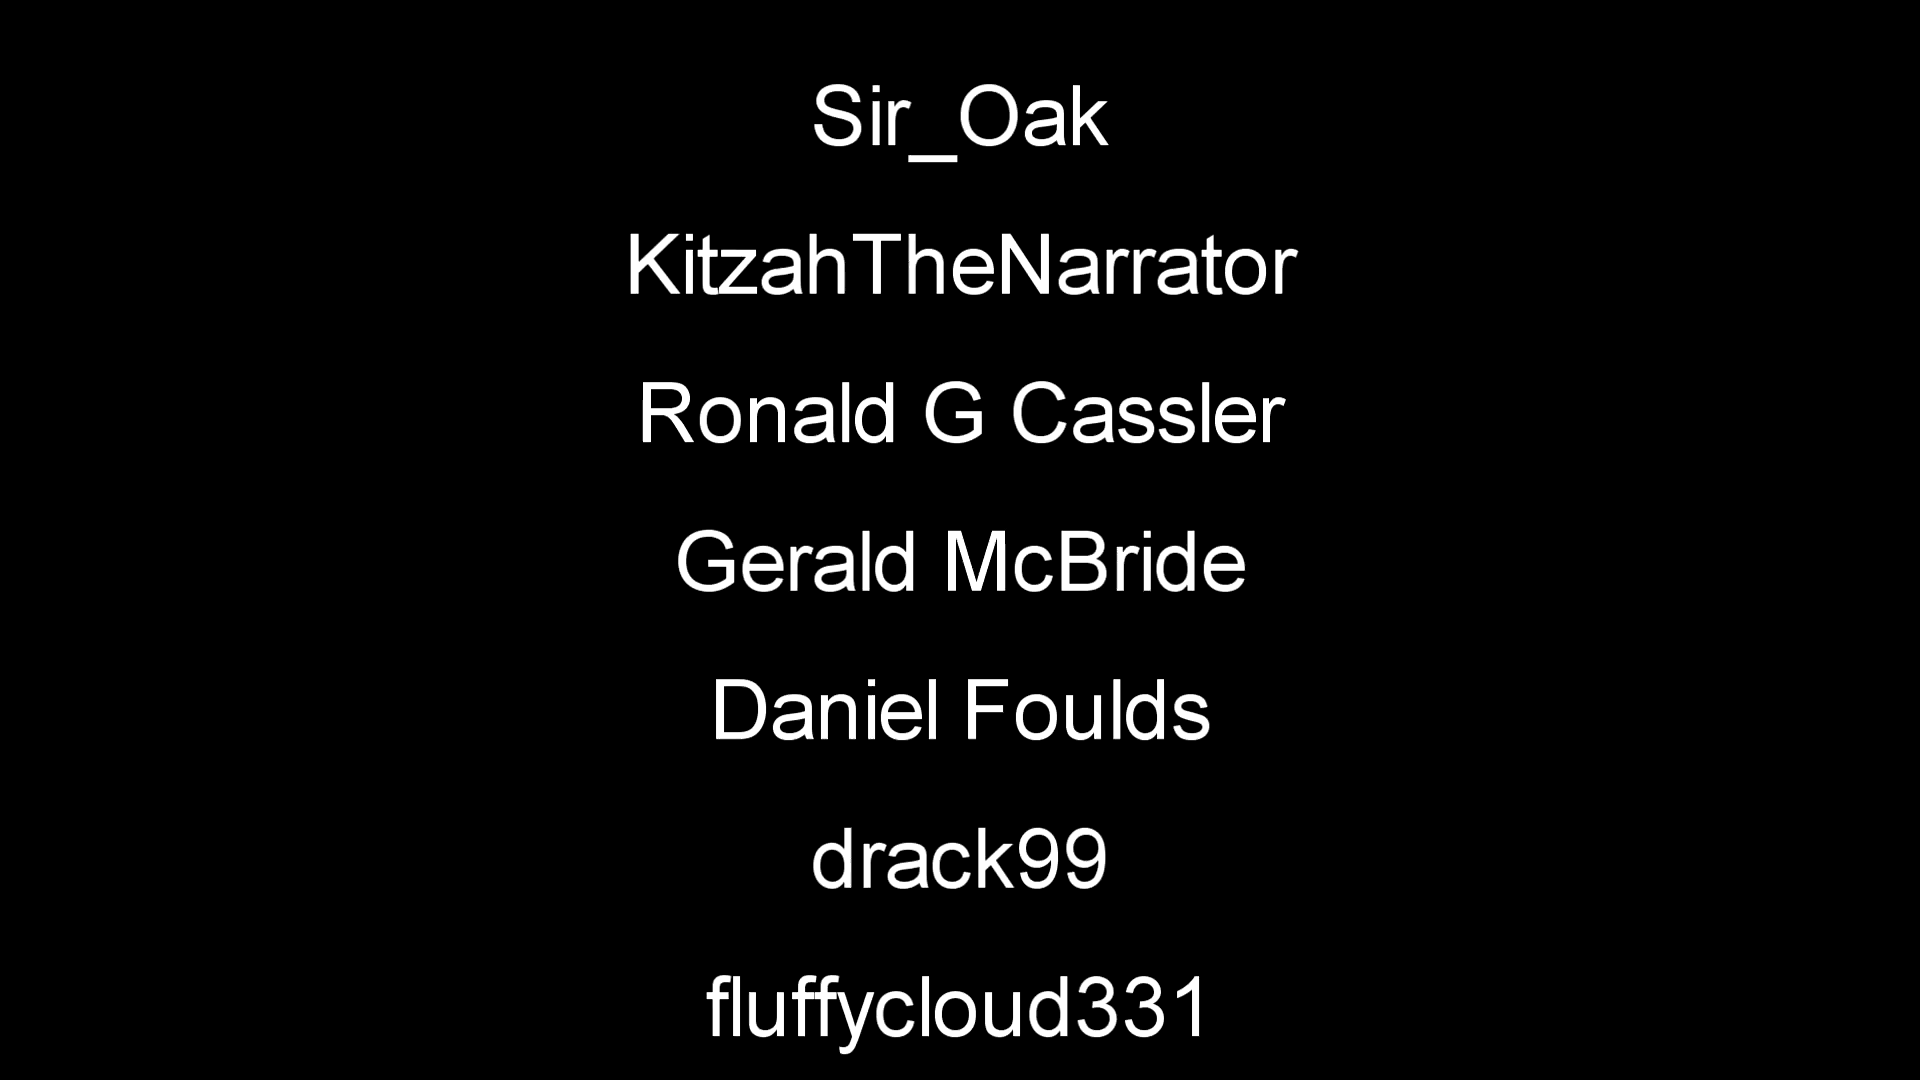 Sir_Oak
KitzahTheNarrator
Ronald G Cassler
Gerald McBride
Daniel Foulds
drack99
fluffycloud331